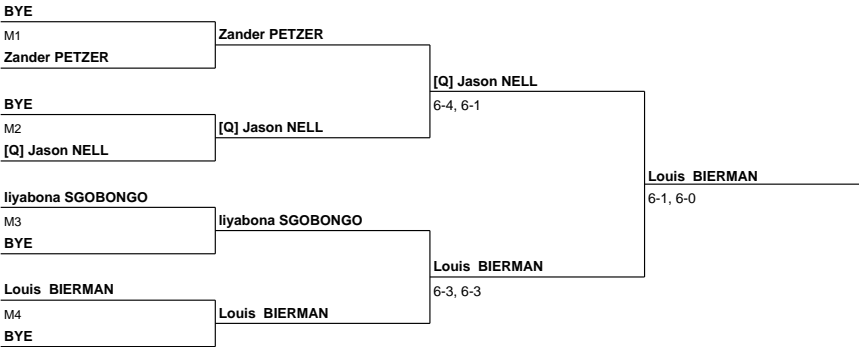 BYE
M1
Zander PETZER
Zander PETZER
[Q] Jason NELL
6-4, 6-1
BYE
M2
[Q] Jason NELL
[Q] Jason NELL
Louis BIERMAN
6-1, 6-0
Iiyabona SGOBONGO
M3
Iiyabona SGOBONGO
BYE
Louis BIERMAN
6-3, 6-3
Louis BIERMAN
M4
Louis BIERMAN
BYE